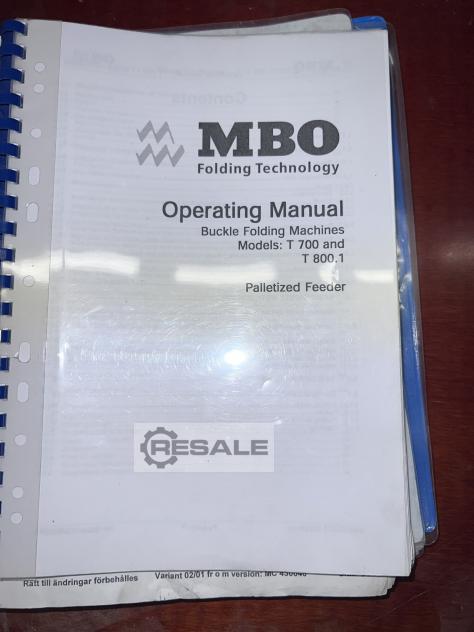 MBO
Folding Technology
Operating Manual
Buckle Folding Machines
Models: T 700 and
T 800.1
Palletized Feeder
RESALE
Rätt till ändringar förbehålles Variant 02/01 fr o m version: MC